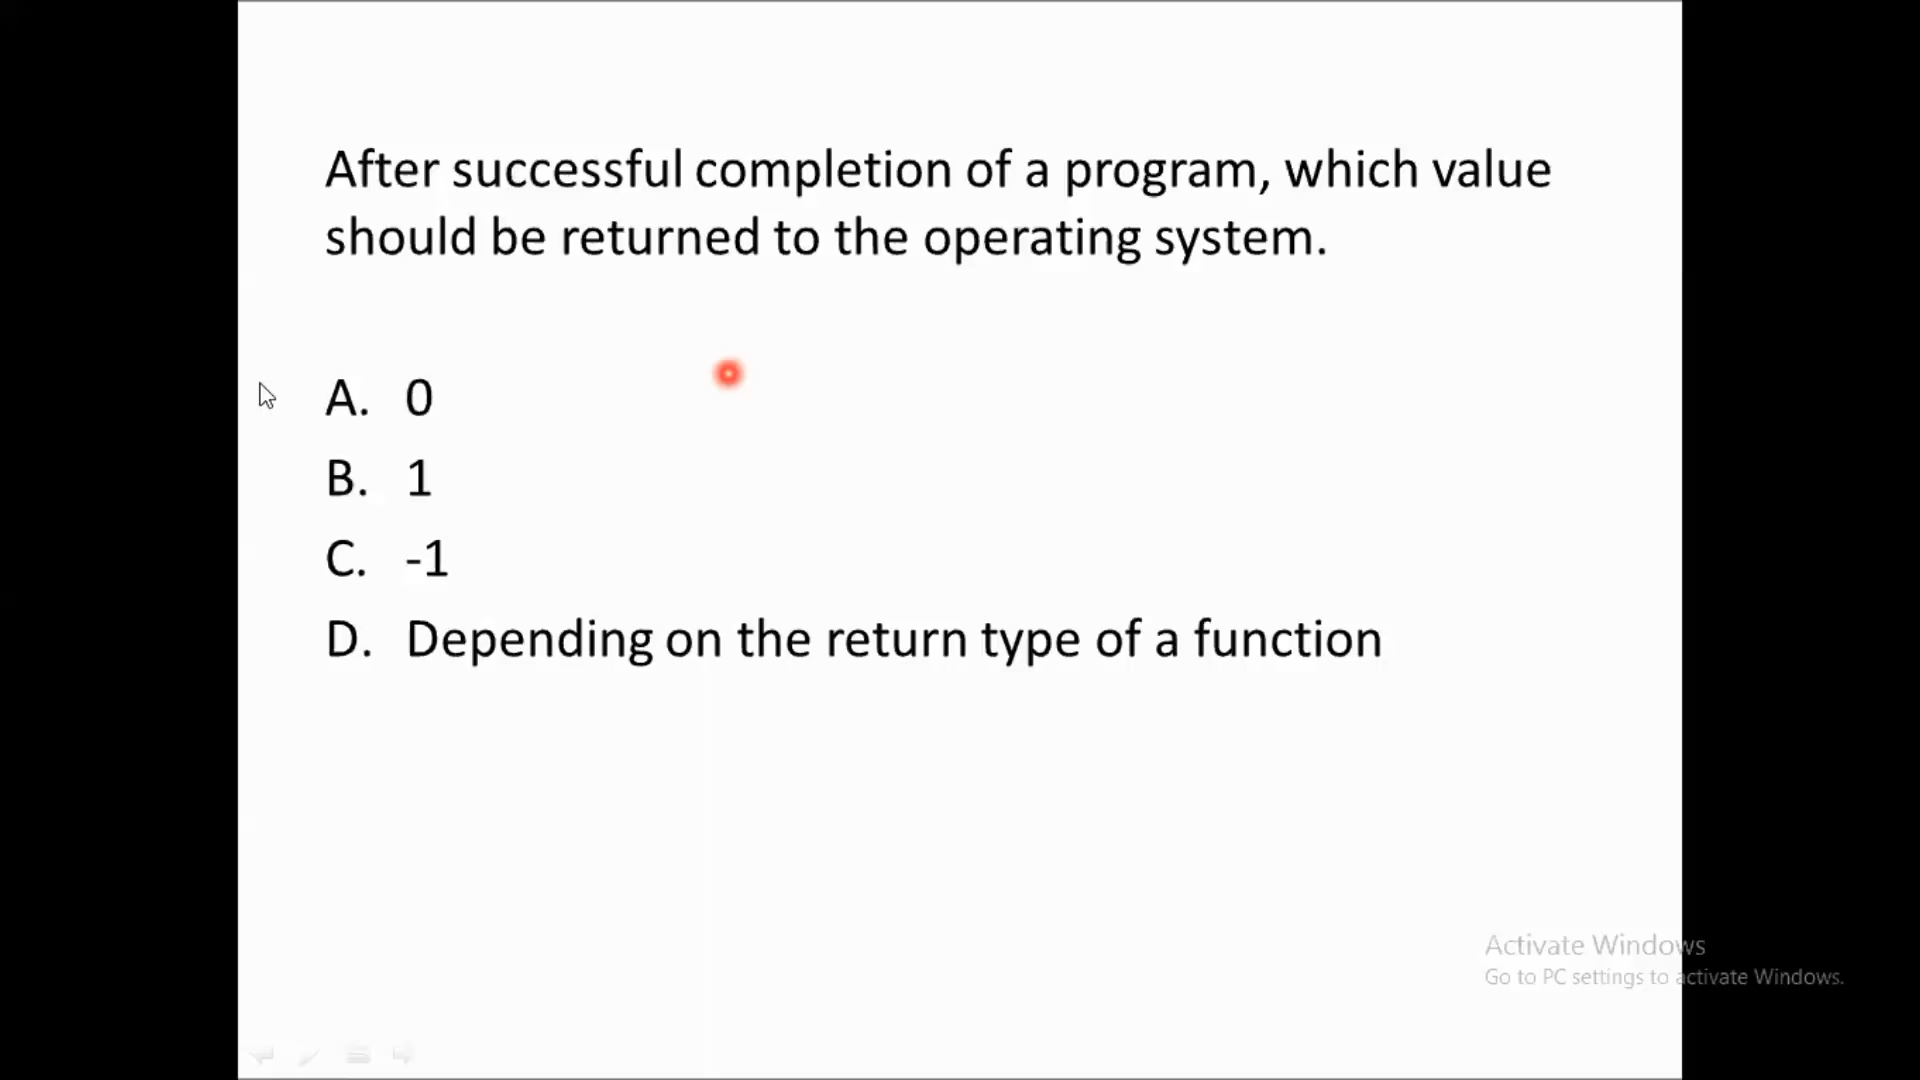 After successful completion of a program, which value
should be returned to the operating system.
A. 0
B. 1
C. -1
D. Depending on the return type of a function
Activate Windows
Go to PC settings to activate Windows.